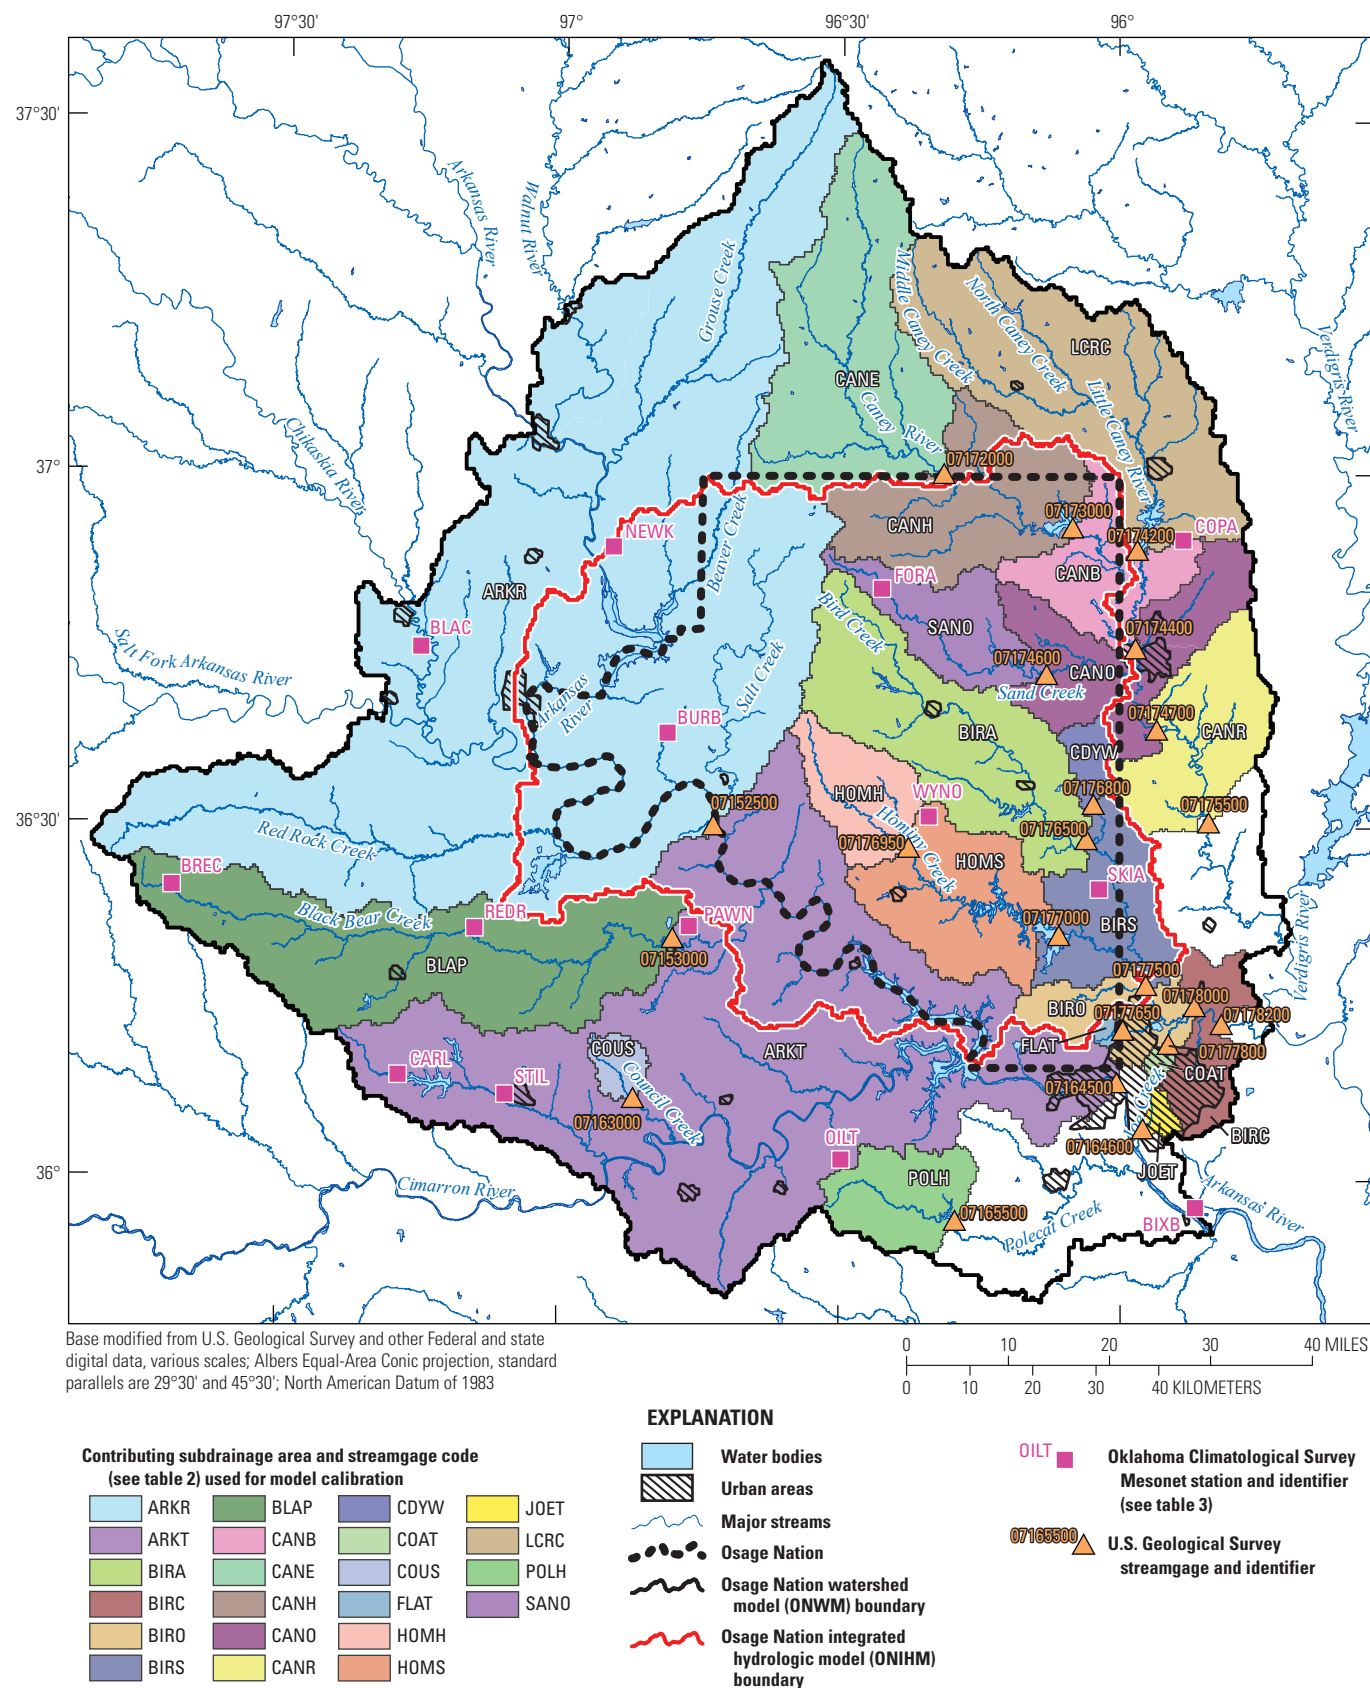 97°30'
97°
96°30'
96°
37°30'
37°
36°30'
36°
Arkansas River
Walnut River
Grouse Creek
Middle Caney Creek
North Caney Creek
LCRC
Verdigris River
CANE
Caney River
Little Caney River
Chikaskia River
07172000
NEWK
Beaver Creek
CANH
07173000
07174200
COPA
ARKR
FORA
CANB
BLAC
Bird Creek
SANO
07174400
Salt Fork Arkansas River
Salt Creek
07174600
CANO
Sand Creek
Arkansas River
BURB
BIRA
07174700
CANR
CDYW
HOMH
WYNO
07176800
07175500
07152500
Red Rock Creek
07176950
Hominy Creek
07176500
HOMS
BREC
SKIA
Black Bear Creek
REDR
PAWN
07177000
BIRS
BLAP
07153000
07177500
Verdigris River
BIRO
07178000
07177650
07178200
FLAT
07177800
COUS
ARKT
CARL
STIL
COAT
07164500
Creek
Council Creek
07163000
07164600
BIRC
OILT
JOET
POLH
Cimarron River
07165500
Polecat Creek
BIXB
Arkansas River
Base modified from U.S. Geological Survey and other Federal and state
digital data, various scales; Albers Equal-Area Conic projection, standard
parallels are 29°30' and 45°30'; North American Datum of 1983
0 10 20 30 40 MILES
0 10 20 30 40 KILOMETERS
EXPLANATION
Contributing subdrainage area and streamgage code
(see table 2) used for model calibration
ARKR
ARKT
BIRA
BIRC
BIRO
BIRS
BLAP
CANB
CANE
CANH
CANO
CANR
CDYW
COAT
COUS
FLAT
HOMH
HOMS
JOET
LCRC
POLH
SANO
Water bodies
Urban areas
Major streams
Osage Nation
Osage Nation watershed
model (ONWM) boundary
Osage Nation integrated
hydrologic model (ONIHM)
boundary
OILT
Oklahoma Climatological Survey
Mesonet station and identifier
(see table 3)
07165500
U.S. Geological Survey
streamgage and identifier